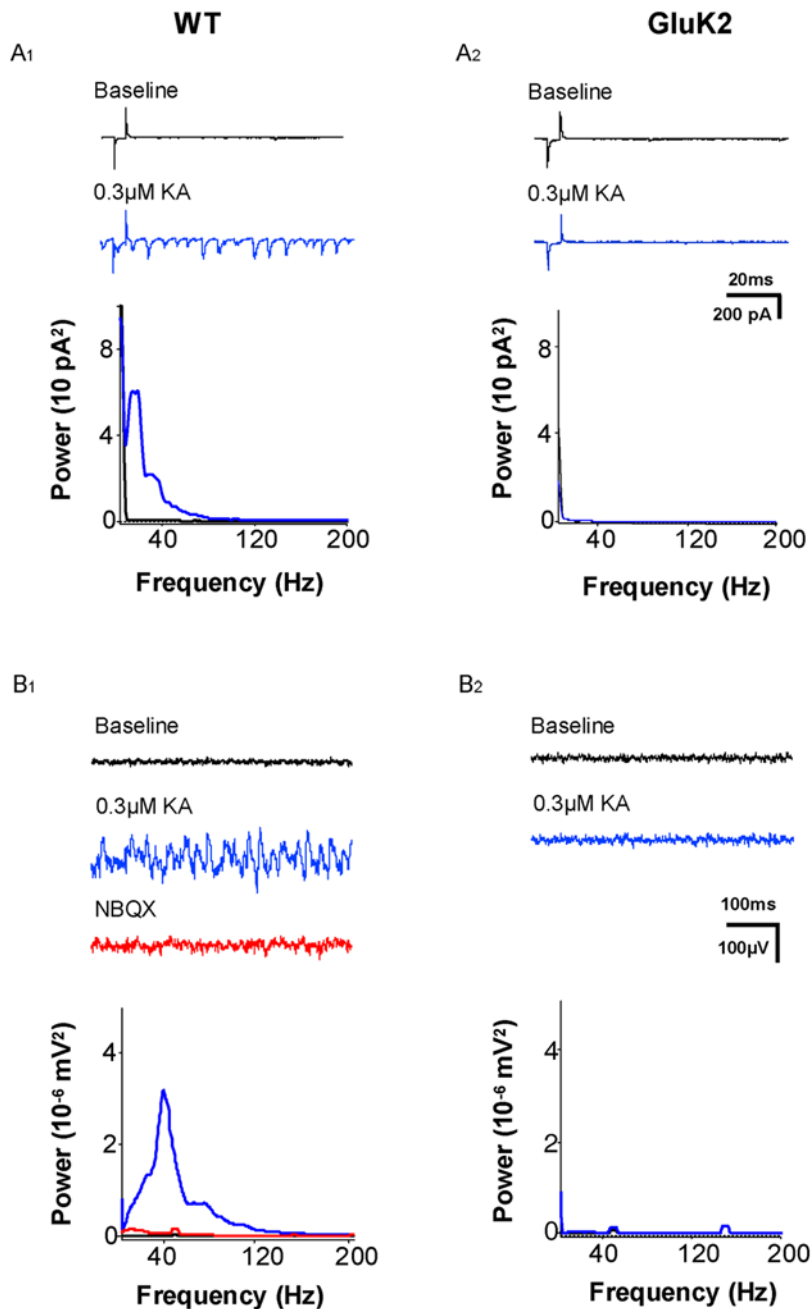 WT
GluK2
A1
A2
Baseline
Baseline
0.3µM KA
0.3µM KA
20ms
200 pA
Power (10 pA²)
8
4
0
40
120
200
Frequency (Hz)
Power (10 pA²)
8
4
0
40
120
200
Frequency (Hz)
B1
B2
Baseline
Baseline
0.3µM KA
0.3µM KA
NBQX
100ms
100µV
Power (10⁻⁶ mV²)
4
2
0
40
120
200
Frequency (Hz)
Power (10⁻⁶ mV²)
4
2
0
40
120
200
Frequency (Hz)